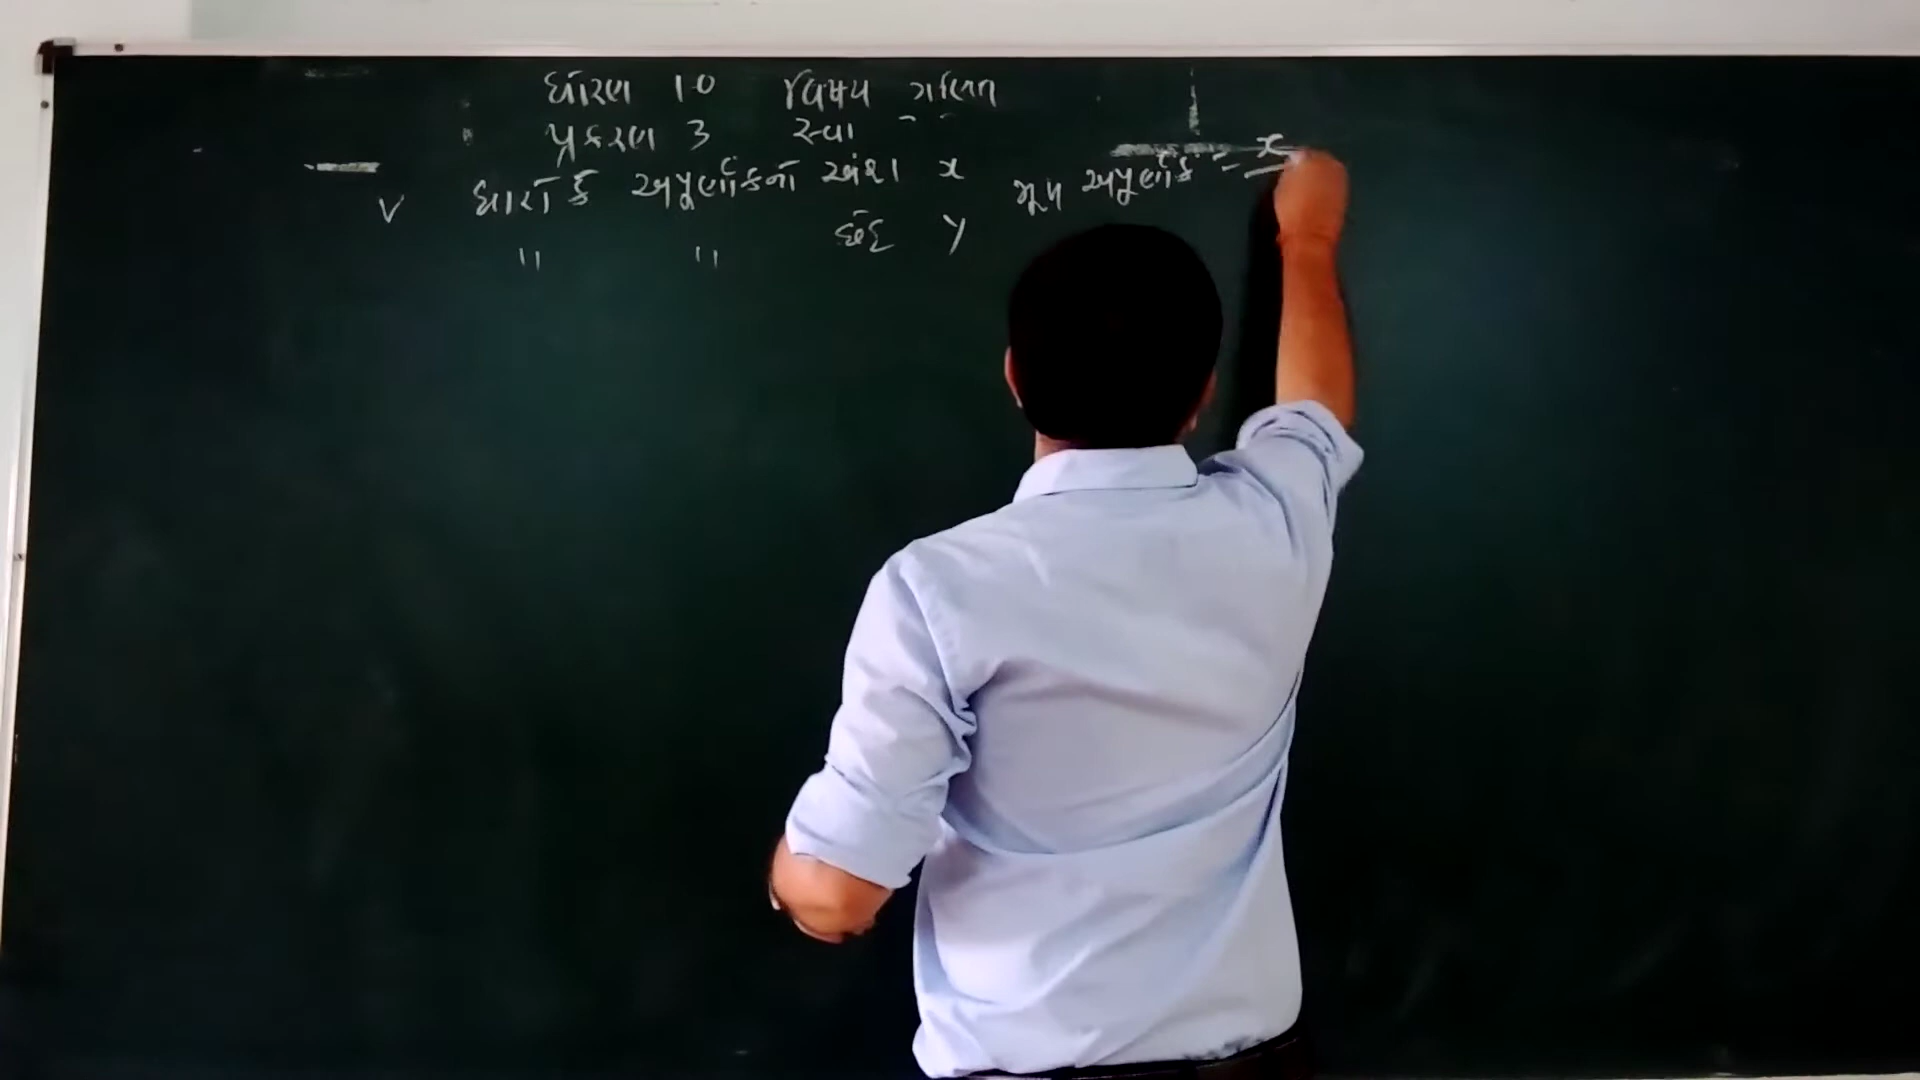 ધોરણ 10 વિષય ગણિત
પ્રકરણ 3 સ્વા
v ધારો કે અપૂર્ણાંકનો અંશ x મૂળ અપૂર્ણાંક = x
" " છેદ y